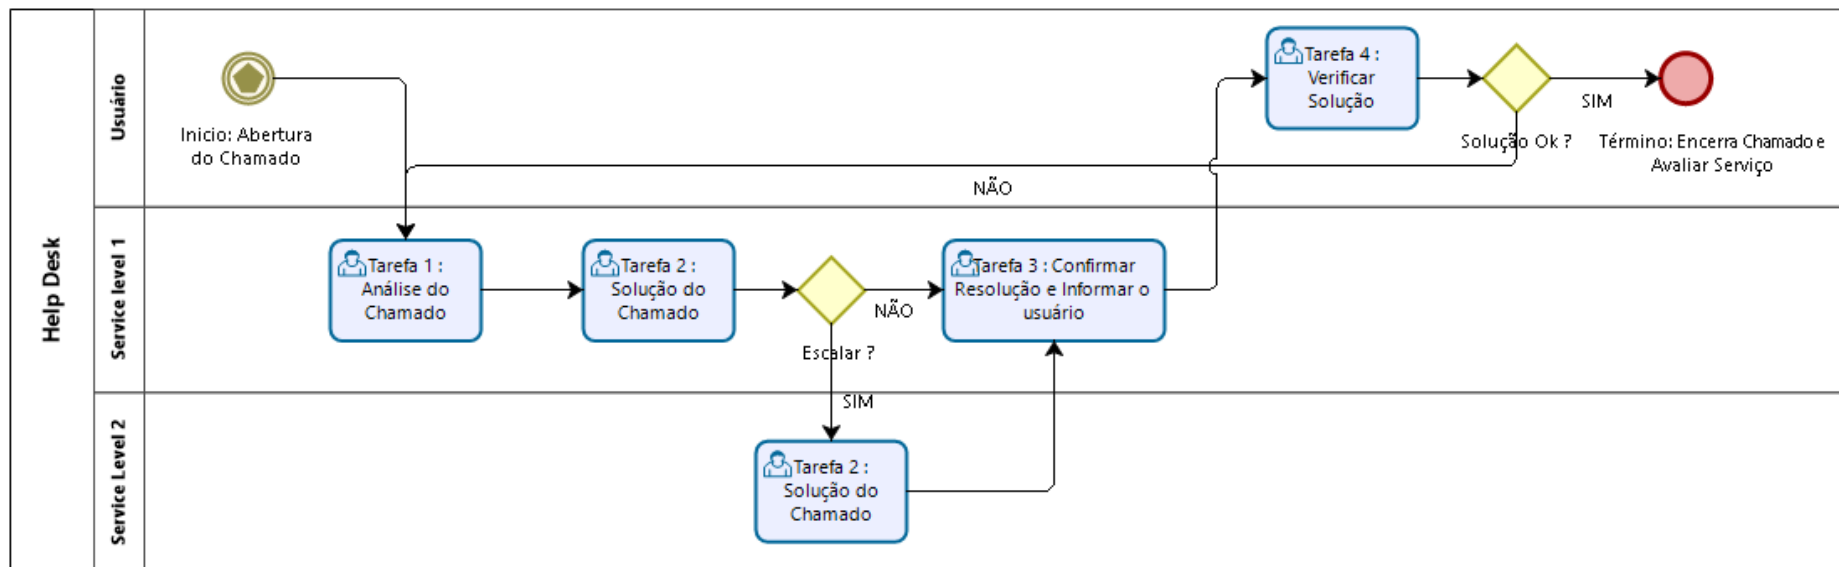 Help Desk
Usuário
Inicio: Abertura
do Chamado
Tarefa 4 :
Verificar
Solução
Solução Ok ?
SIM
Término: Encerra Chamado e
Avaliar Serviço
NÃO
Service level 1
Tarefa 1 :
Análise do
Chamado
Tarefa 2 :
Solução do
Chamado
Escalar ?
NÃO
Tarefa 3 : Confirmar
Resolução e Informar o
usuário
SIM
Service Level 2
Tarefa 2 :
Solução do
Chamado